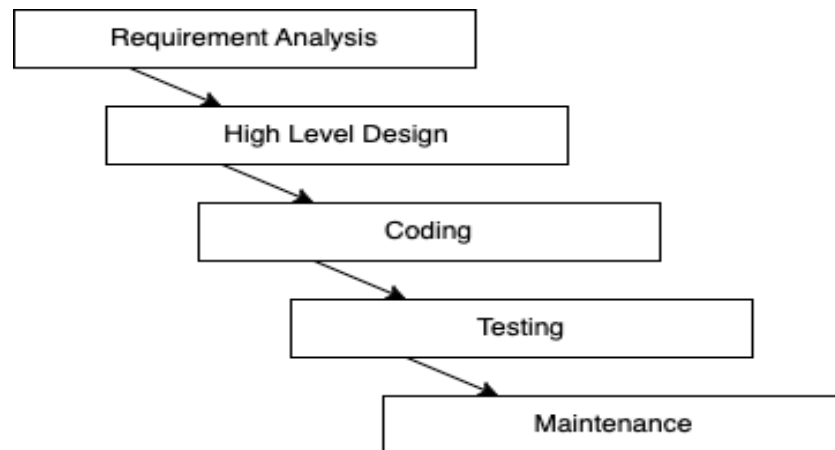 Requirement Analysis
High Level Design
Coding
Testing
Maintenance